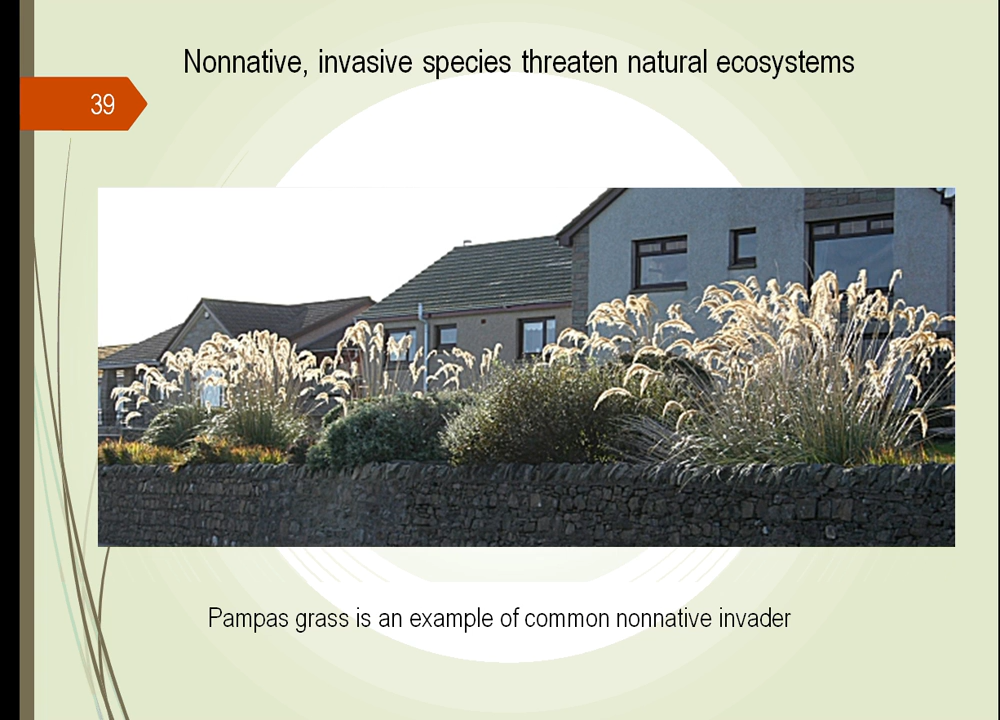 Nonnative, invasive species threaten natural ecosystems
39
Pampas grass is an example of common nonnative invader